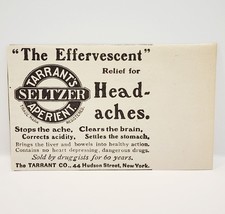 "The Effervescent"
TARRANT'S
SELTZER
APERIENT
Relief for
Head-
aches.
Stops the ache, Clears the brain,
Corrects acidity, Settles the stomach,
Brings the liver and bowels into healthy action.
Contains no heart depressing, dangerous drugs.
Sold by druggists for 60 years.
The TARRANT CO., 44 Hudson Street, New York.